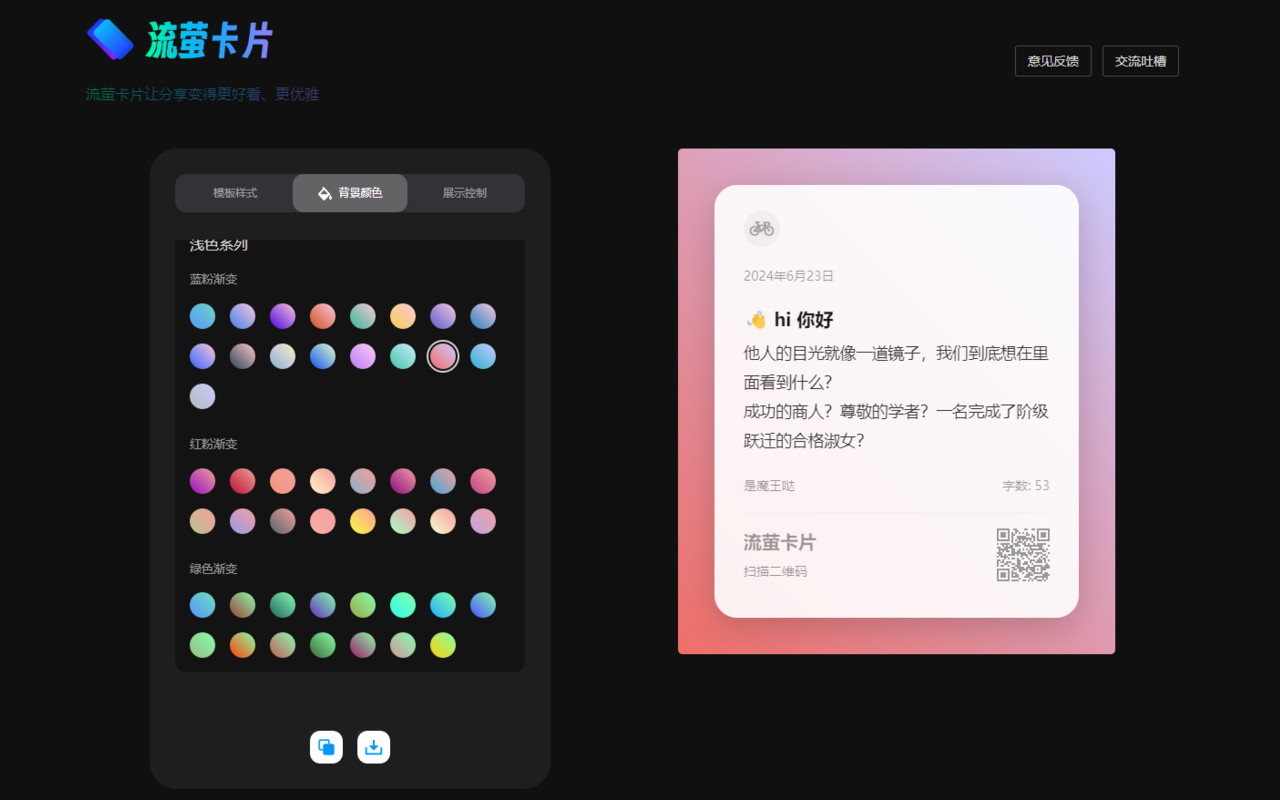 流萤卡片
流萤卡片让分享变得更好看、更优雅
意见反馈
交流吐槽
模板样式
背景颜色
展示控制
浅色系列
蓝粉渐变
红粉渐变
绿色渐变
2024年6月23日
👋 hi 你好
他人的目光就像一道镜子，我们到底想在里
面看到什么？
成功的商人？尊敬的学者？一名完成了阶级
跃迁的合格淑女？
是魔王哒
字数: 53
流萤卡片
扫描二维码